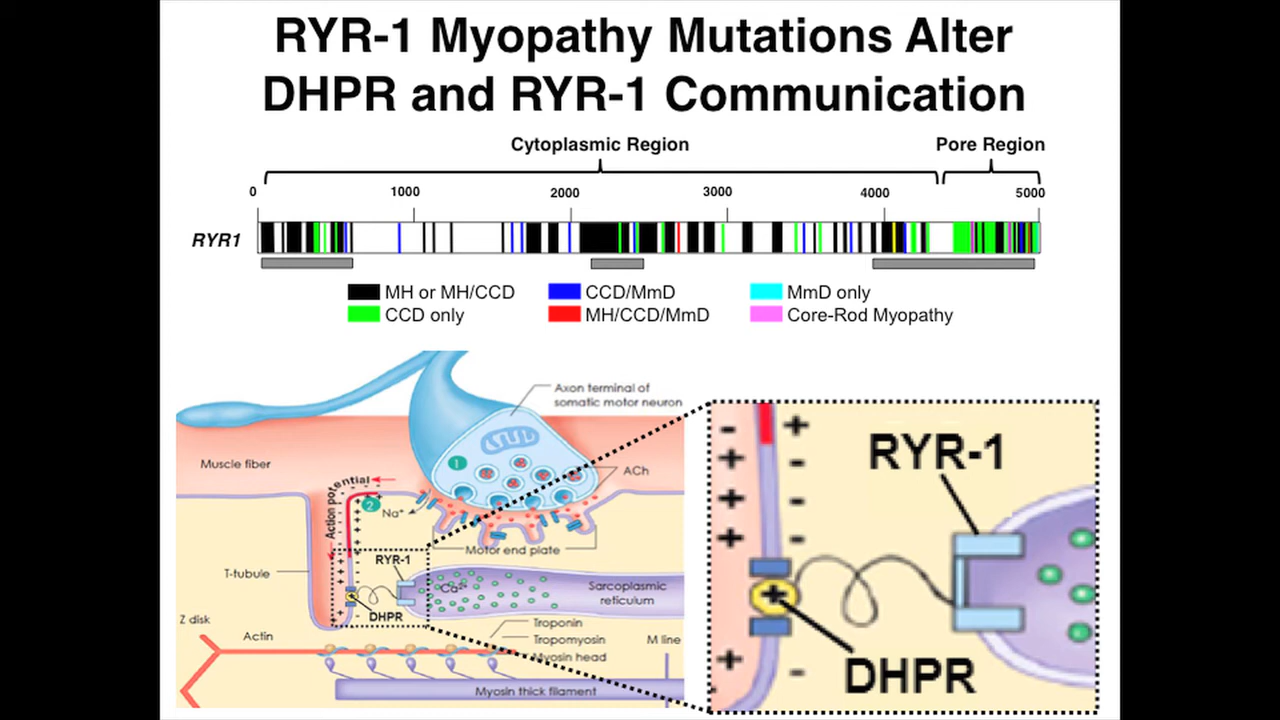 RYR-1 Myopathy Mutations Alter
DHPR and RYR-1 Communication
Cytoplasmic Region
Pore Region
0
1000
2000
3000
4000
5000
RYR1
MH or MH/CCD
CCD/MmD
MmD only
CCD only
MH/CCD/MmD
Core-Rod Myopathy
Axon terminal of
somatic motor neuron
1
Muscle fiber
ACh
Action potential
2
Na+
Motor end plate
RYR-1
T-tubule
Ca2+
Sarcoplasmic
reticulum
DHPR
Z disk
Actin
Troponin
Tropomyosin
M line
Myosin head
Myosin thick filament
RYR-1
DHPR